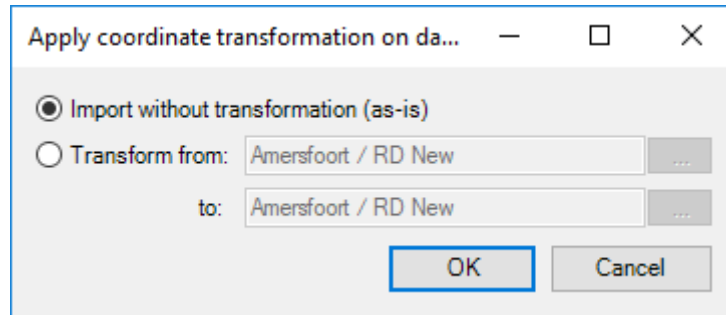 Apply coordinate transformation on da...
Import without transformation (as-is)
Transform from: Amersfoort / RD New ...
to: Amersfoort / RD New ...
OK Cancel